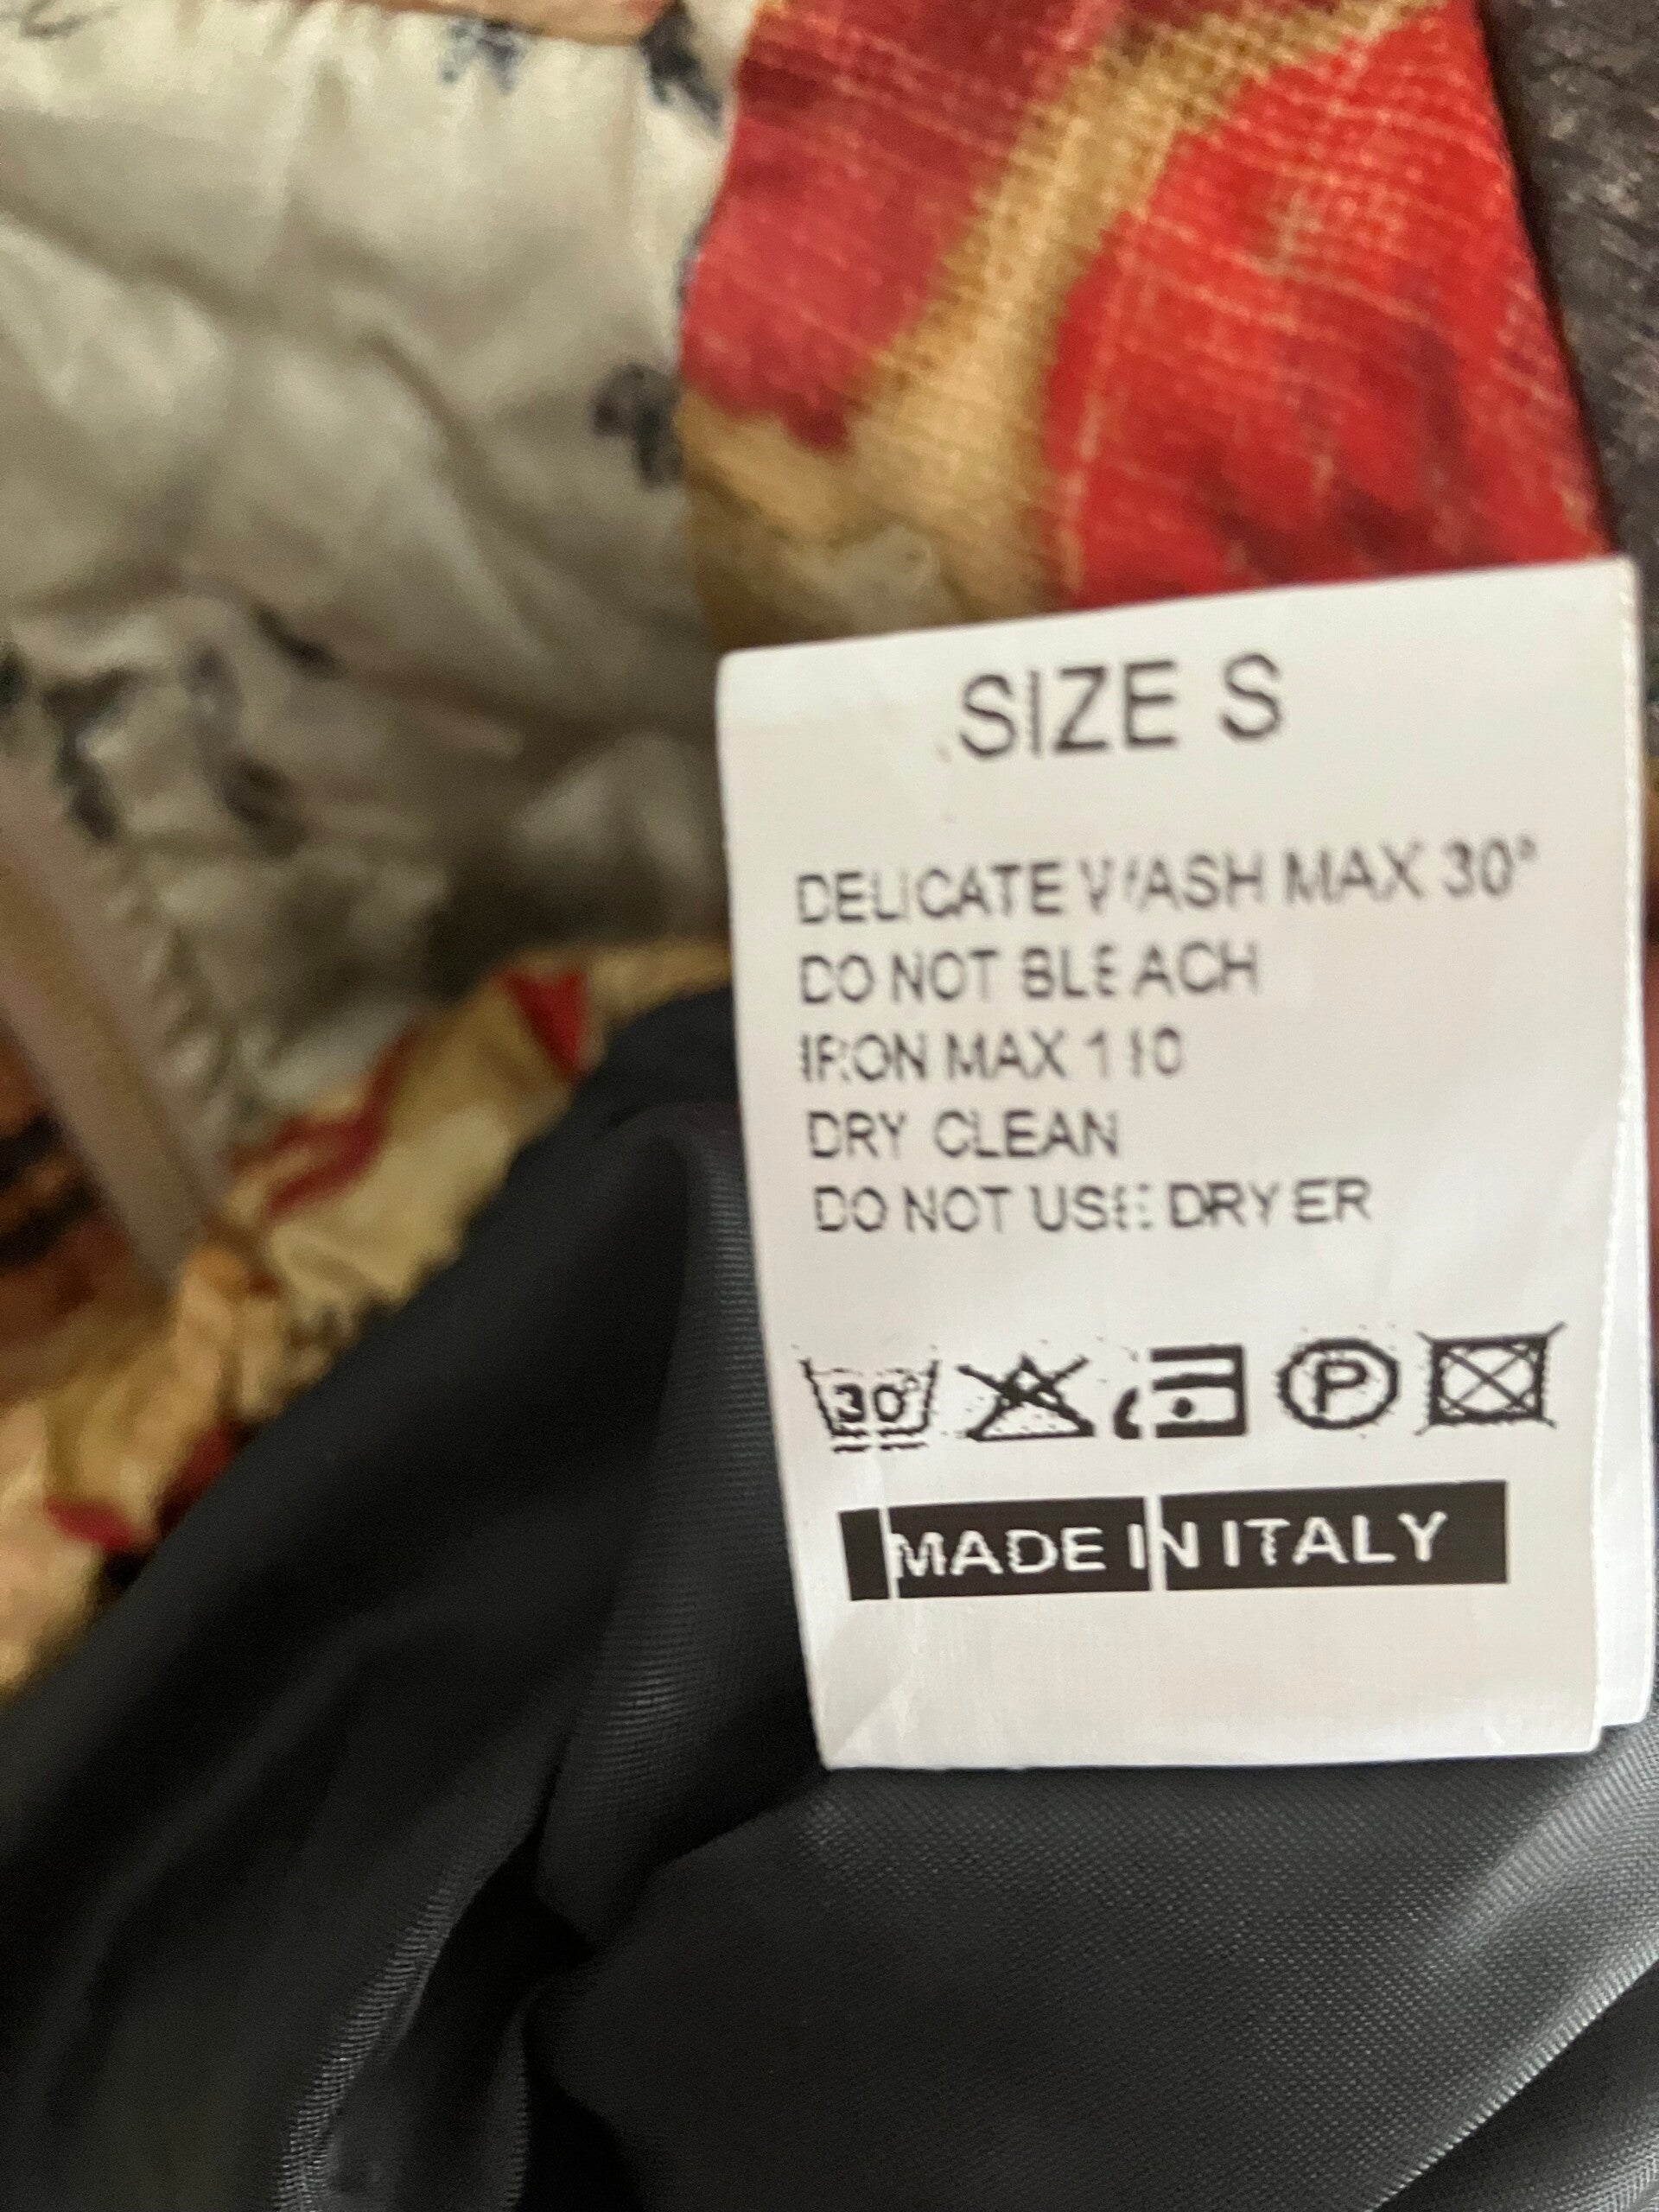 SIZE S
DELICATE WASH MAX 30°
DO NOT BLEACH
IRON MAX 110
DRY CLEAN
DO NOT USE DRYER
30° P
MADE IN ITALY